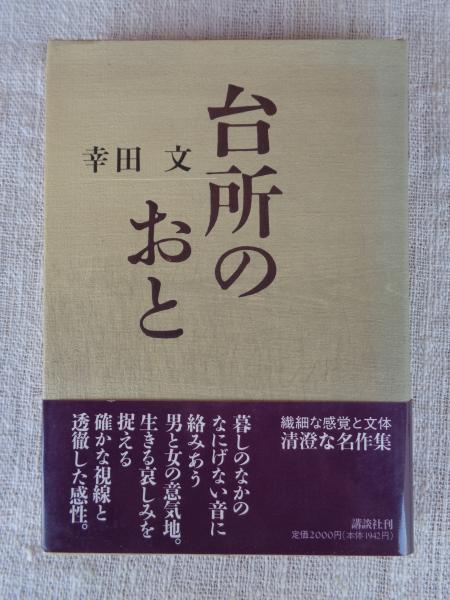 台所の
おと
幸田 文
繊細な感覚と文体
清澄な名作集
暮しのなかの
なにげない音に
絡みあう
男と女の意気地。
生きる哀しみを
捉える
確かな視線と
透徹した感性。
講談社刊
定価2000円(本体1942円)